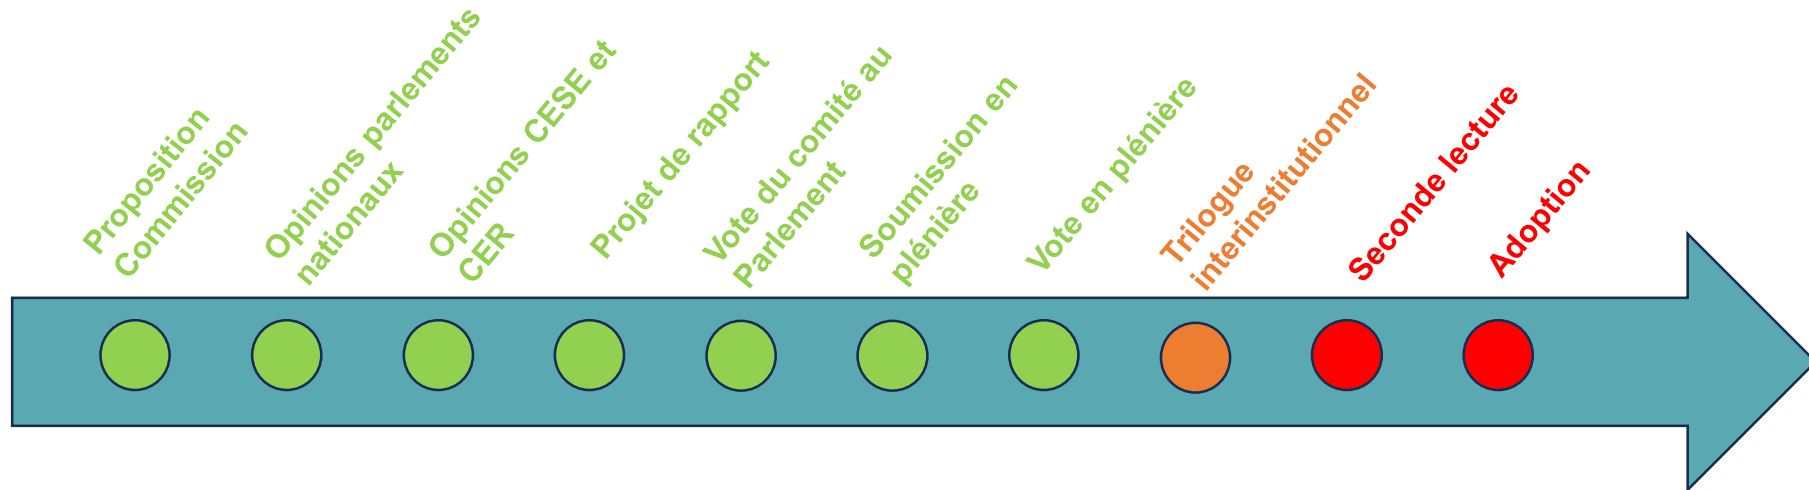 Proposition
Commission
Opinions parlements
nationaux
Opinions CESE et
CER
Projet de rapport
Vote du comité au
Parlement
Soumission en
plénière
Vote en plénière
Trilogue
interinstitutionnel
Seconde lecture
Adoption